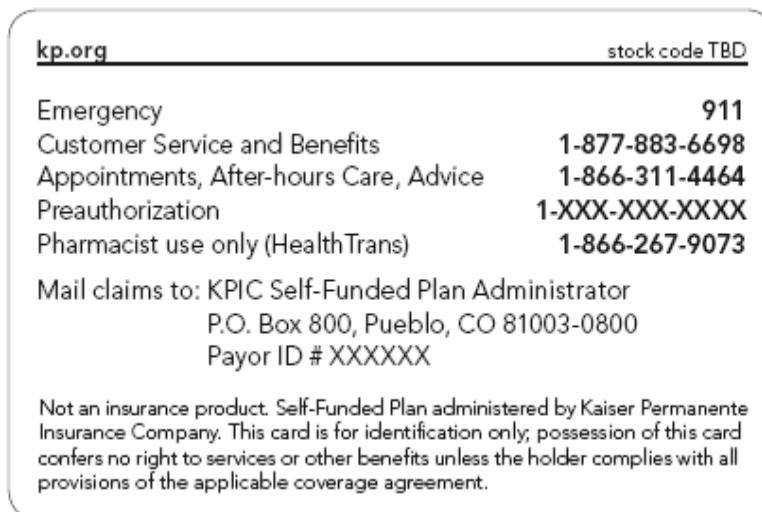 kp.org stock code TBD
Emergency 911
Customer Service and Benefits 1-877-883-6698
Appointments, After-hours Care, Advice 1-866-311-4464
Preauthorization 1-XXX-XXX-XXXX
Pharmacist use only (HealthTrans) 1-866-267-9073
Mail claims to: KPIC Self-Funded Plan Administrator
P.O. Box 800, Pueblo, CO 81003-0800
Payor ID # XXXXXX
Not an insurance product. Self-Funded Plan administered by Kaiser Permanente
Insurance Company. This card is for identification only; possession of this card
confers no right to services or other benefits unless the holder complies with all
provisions of the applicable coverage agreement.